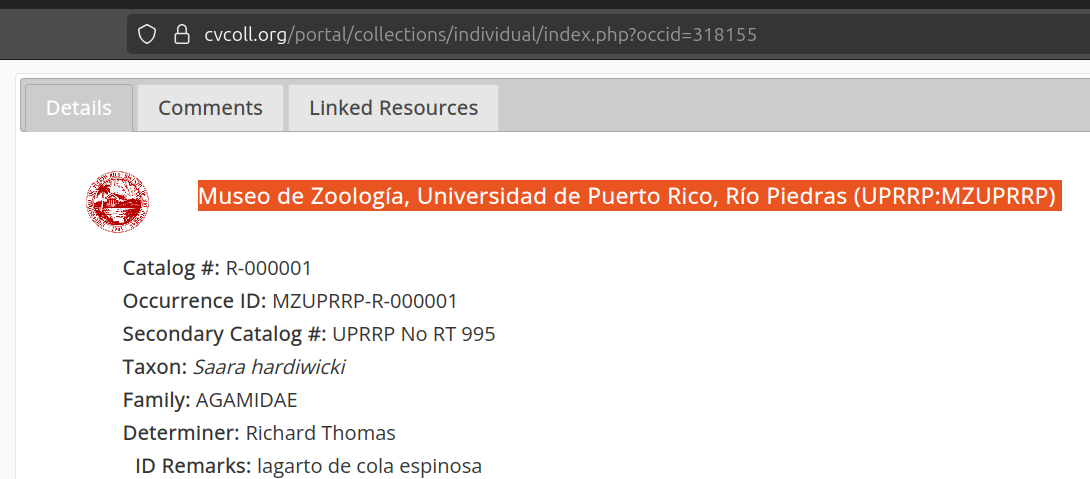 cvcoll.org/portal/collections/individual/index.php?occid=318155
Details Comments Linked Resources
Museo de Zoología, Universidad de Puerto Rico, Río Piedras (UPRRP:MZUPRRP)
Catalog #: R-000001
Occurrence ID: MZUPRRP-R-000001
Secondary Catalog #: UPRRP No RT 995
Taxon: Saara hardiwicki
Family: AGAMIDAE
Determiner: Richard Thomas
ID Remarks: lagarto de cola espinosa